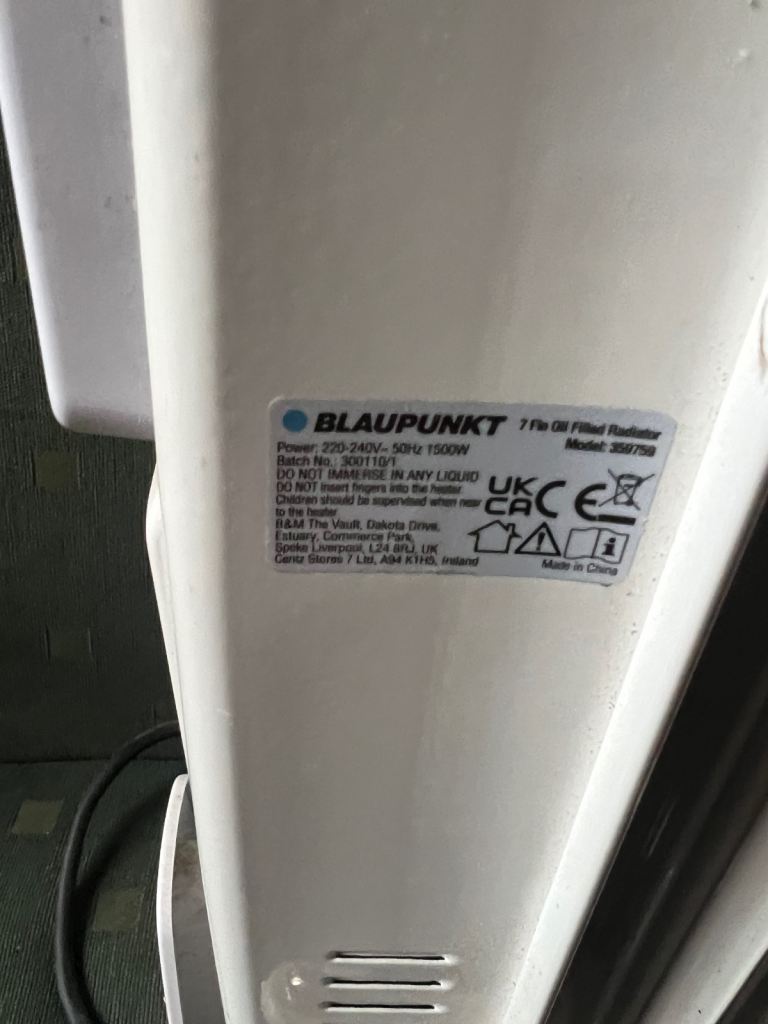 BLAUPUNKT
7 Fin Oil Filled Radiator
Model: 359759
Power: 220-240V~ 50Hz 1500W
Batch No.: 300110/1
DO NOT IMMERSE IN ANY LIQUID
DO NOT insert fingers into the heater
Children should be supervised when near
to the heater
B&M The Vault, Dakota Drive,
Estuary, Commerce Park,
Speke Liverpool, L24 8RJ, UK
Centz Stores 7 Ltd, A94 K1H5, Ireland
UK
CA
CE
Made in China